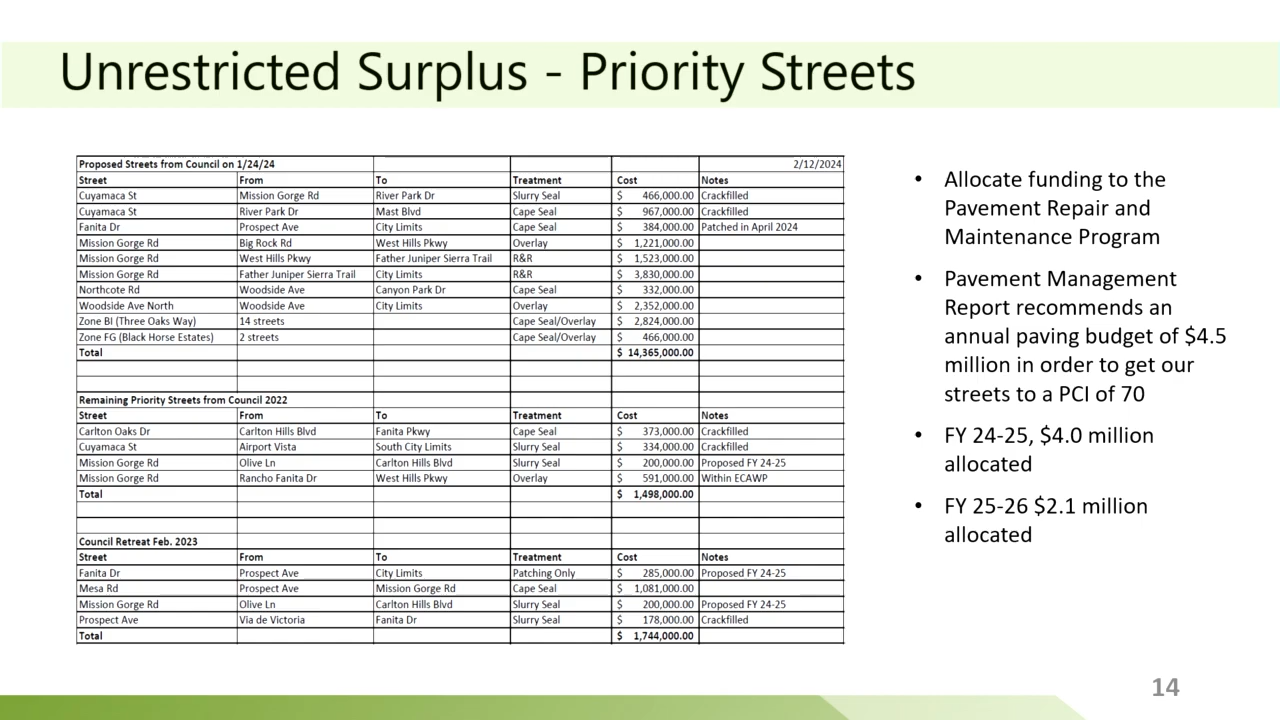 Unrestricted Surplus - Priority Streets
Proposed Streets from Council on 1/24/24 2/12/2024
Street From To Treatment Cost Notes
Cuyamaca St Mission Gorge Rd River Park Dr Slurry Seal $ 466,000.00 Crackfilled
Cuyamaca St River Park Dr Mast Blvd Cape Seal $ 967,000.00 Crackfilled
Fanita Dr Prospect Ave City Limits Cape Seal $ 384,000.00 Patched in April 2024
Mission Gorge Rd Big Rock Rd West Hills Pkwy Overlay $ 1,221,000.00
Mission Gorge Rd West Hills Pkwy Father Juniper Sierra Trail R&R $ 1,523,000.00
Mission Gorge Rd Father Juniper Sierra Trail City Limits R&R $ 3,830,000.00
Northcote Rd Woodside Ave Canyon Park Dr Cape Seal $ 332,000.00
Woodside Ave North Woodside Ave City Limits Overlay $ 2,352,000.00
Zone BI (Three Oaks Way) 14 streets Cape Seal/Overlay $ 2,824,000.00
Zone FG (Black Horse Estates) 2 streets Cape Seal/Overlay $ 466,000.00
Total $ 14,365,000.00
Remaining Priority Streets from Council 2022
Street From To Treatment Cost Notes
Carlton Oaks Dr Carlton Hills Blvd Fanita Pkwy Cape Seal $ 373,000.00 Crackfilled
Cuyamaca St Airport Vista South City Limits Slurry Seal $ 334,000.00 Crackfilled
Mission Gorge Rd Olive Ln Carlton Hills Blvd Slurry Seal $ 200,000.00 Proposed FY 24-25
Mission Gorge Rd Rancho Fanita Dr West Hills Pkwy Overlay $ 591,000.00 Within ECAWP
Total $ 1,498,000.00
Council Retreat Feb. 2023
Street From To Treatment Cost Notes
Fanita Dr Prospect Ave City Limits Patching Only $ 285,000.00 Proposed FY 24-25
Mesa Rd Prospect Ave Mission Gorge Rd Cape Seal $ 1,081,000.00
Mission Gorge Rd Olive Ln Carlton Hills Blvd Slurry Seal $ 200,000.00 Proposed FY 24-25
Prospect Ave Via de Victoria Fanita Dr Slurry Seal $ 178,000.00 Crackfilled
Total $ 1,744,000.00
• Allocate funding to the
Pavement Repair and
Maintenance Program
• Pavement Management
Report recommends an
annual paving budget of $4.5
million in order to get our
streets to a PCI of 70
• FY 24-25, $4.0 million
allocated
• FY 25-26 $2.1 million
allocated
14